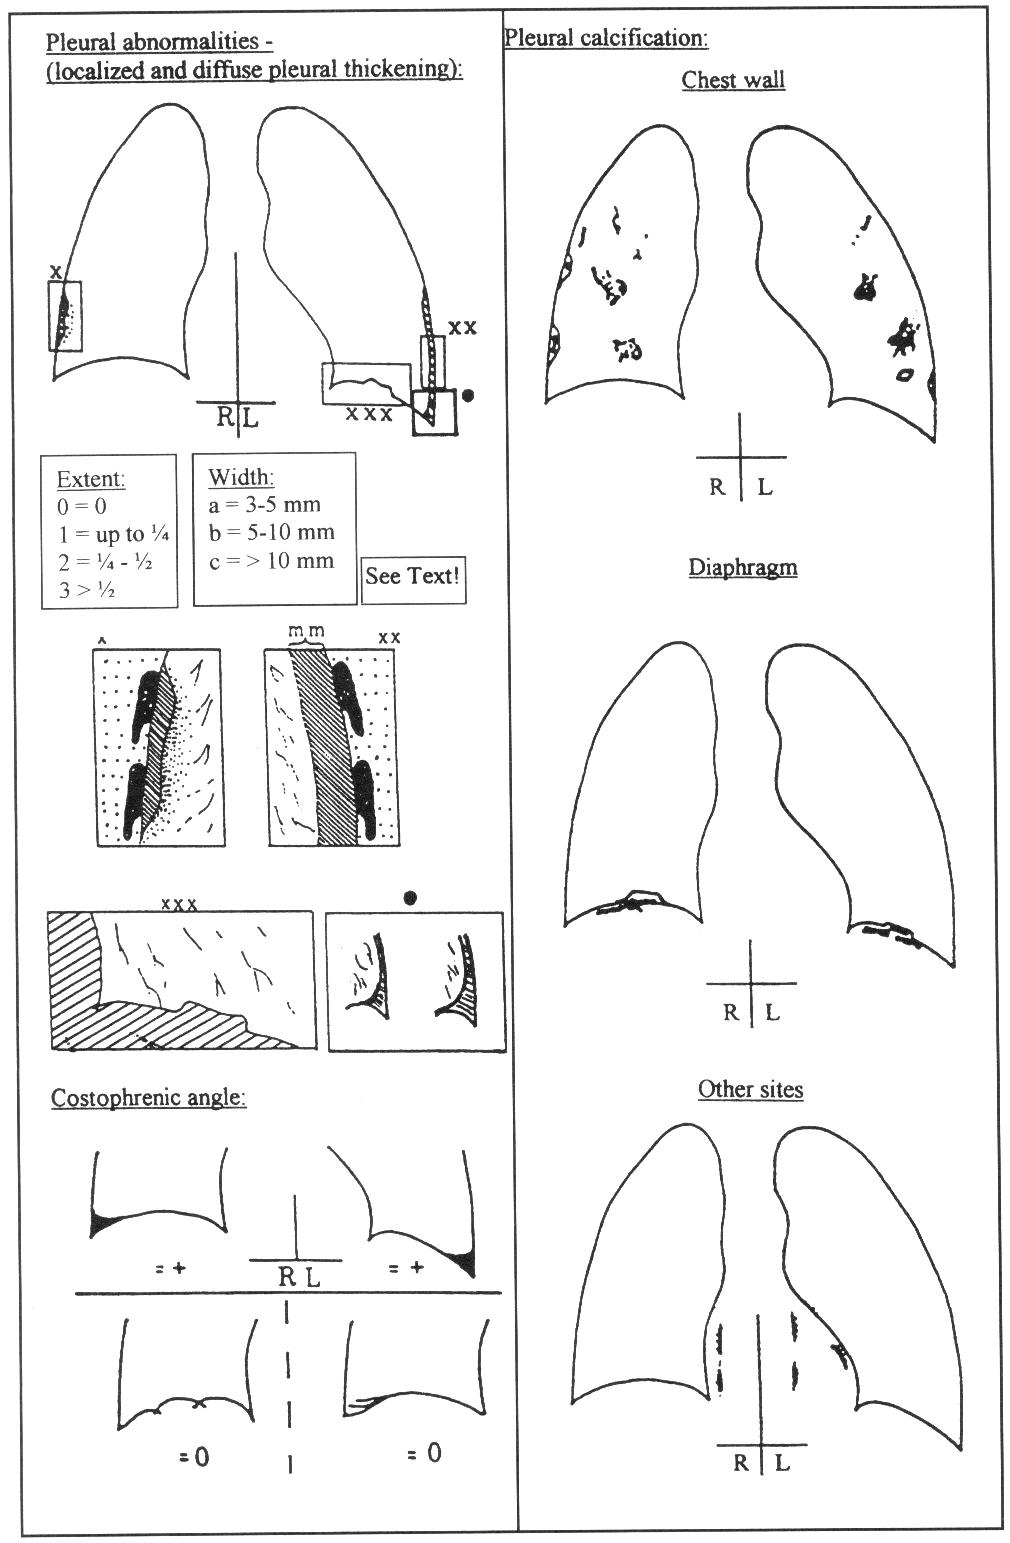 Pleural abnormalities -
(localized and diffuse pleural thickening):
x
xx
xxx
R L
Extent:
0 = 0
1 = up to ¼
2 = ¼ - ½
3 > ½
Width:
a = 3-5 mm
b = 5-10 mm
c = > 10 mm
See Text!
x
mm
xx
xxx
Costophrenic angle:
= +
R L
= +
= 0
= 0
Pleural calcification:
Chest wall
R L
Diaphragm
R L
Other sites
R L